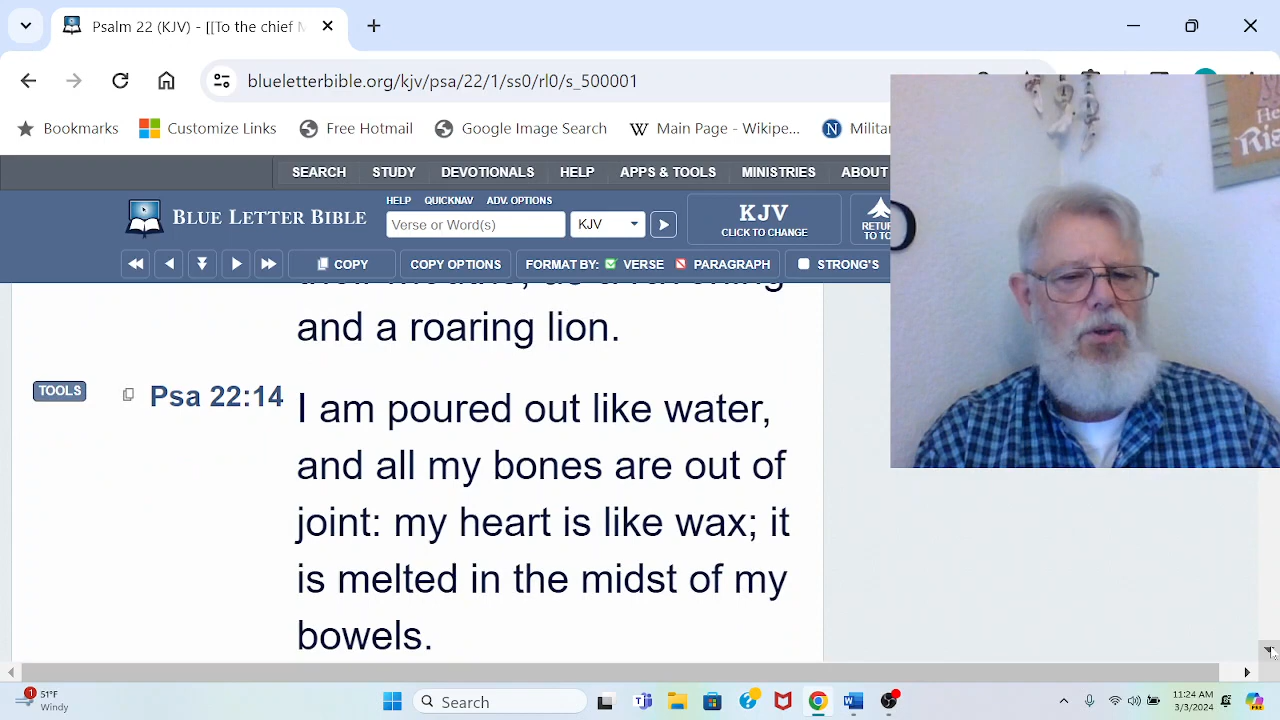 Psalm 22 (KJV) - [[To the chief M
blueletterbible.org/kjv/psa/22/1/ss0/rl0/s_500001
Bookmarks Customize Links Free Hotmail Google Image Search Main Page - Wikipe... Militar
SEARCH STUDY DEVOTIONALS HELP APPS & TOOLS MINISTRIES ABOUT
HELP QUICKNAV ADV. OPTIONS
BLUE LETTER BIBLE Verse or Word(s) KJV
KJV
CLICK TO CHANGE
RETU
TO TO
COPY COPY OPTIONS FORMAT BY: VERSE PARAGRAPH STRONG'S
and a roaring lion.
TOOLS Psa 22:14 I am poured out like water,
and all my bones are out of
joint: my heart is like wax; it
is melted in the midst of my
bowels.
1 51°F
Windy
Search
11:24 AM
3/3/2024